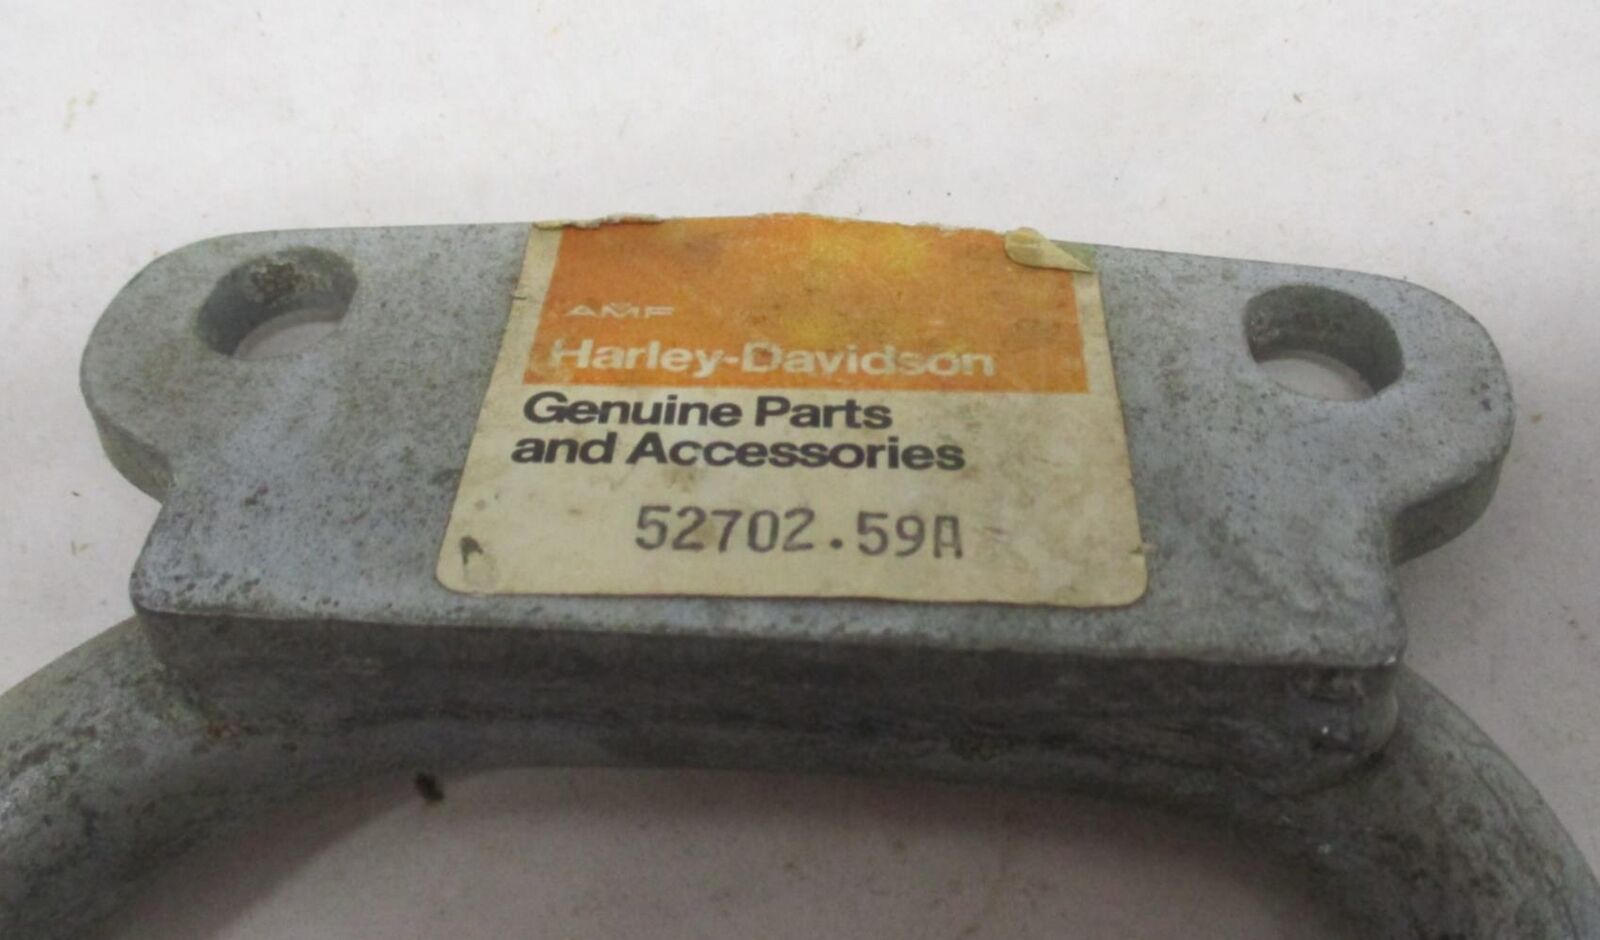 AMF
Harley-Davidson
Genuine Parts
and Accessories
52702.59A